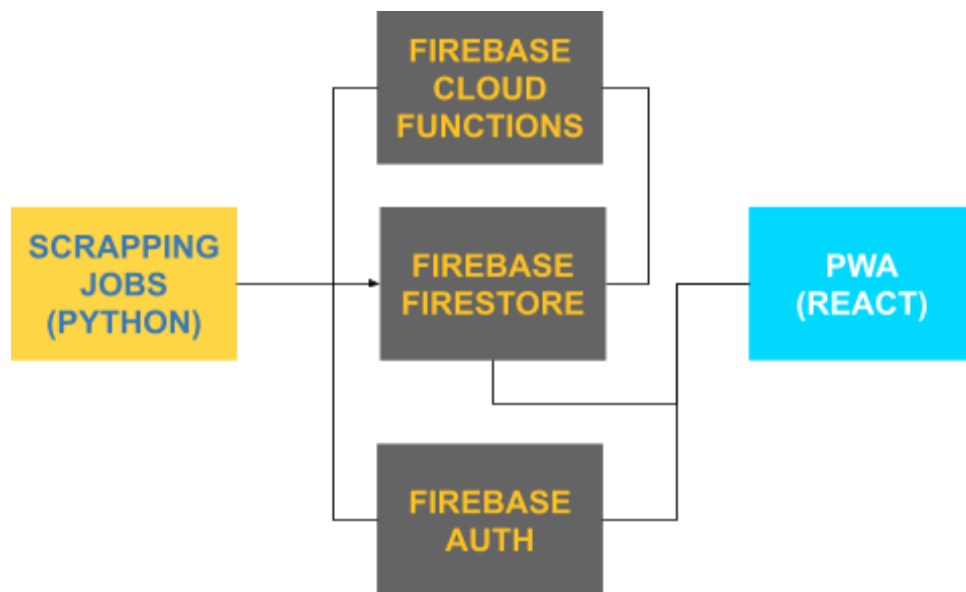 FIREBASE
CLOUD
FUNCTIONS
SCRAPPING
JOBS
(PYTHON)
FIREBASE
FIRESTORE
PWA
(REACT)
FIREBASE
AUTH